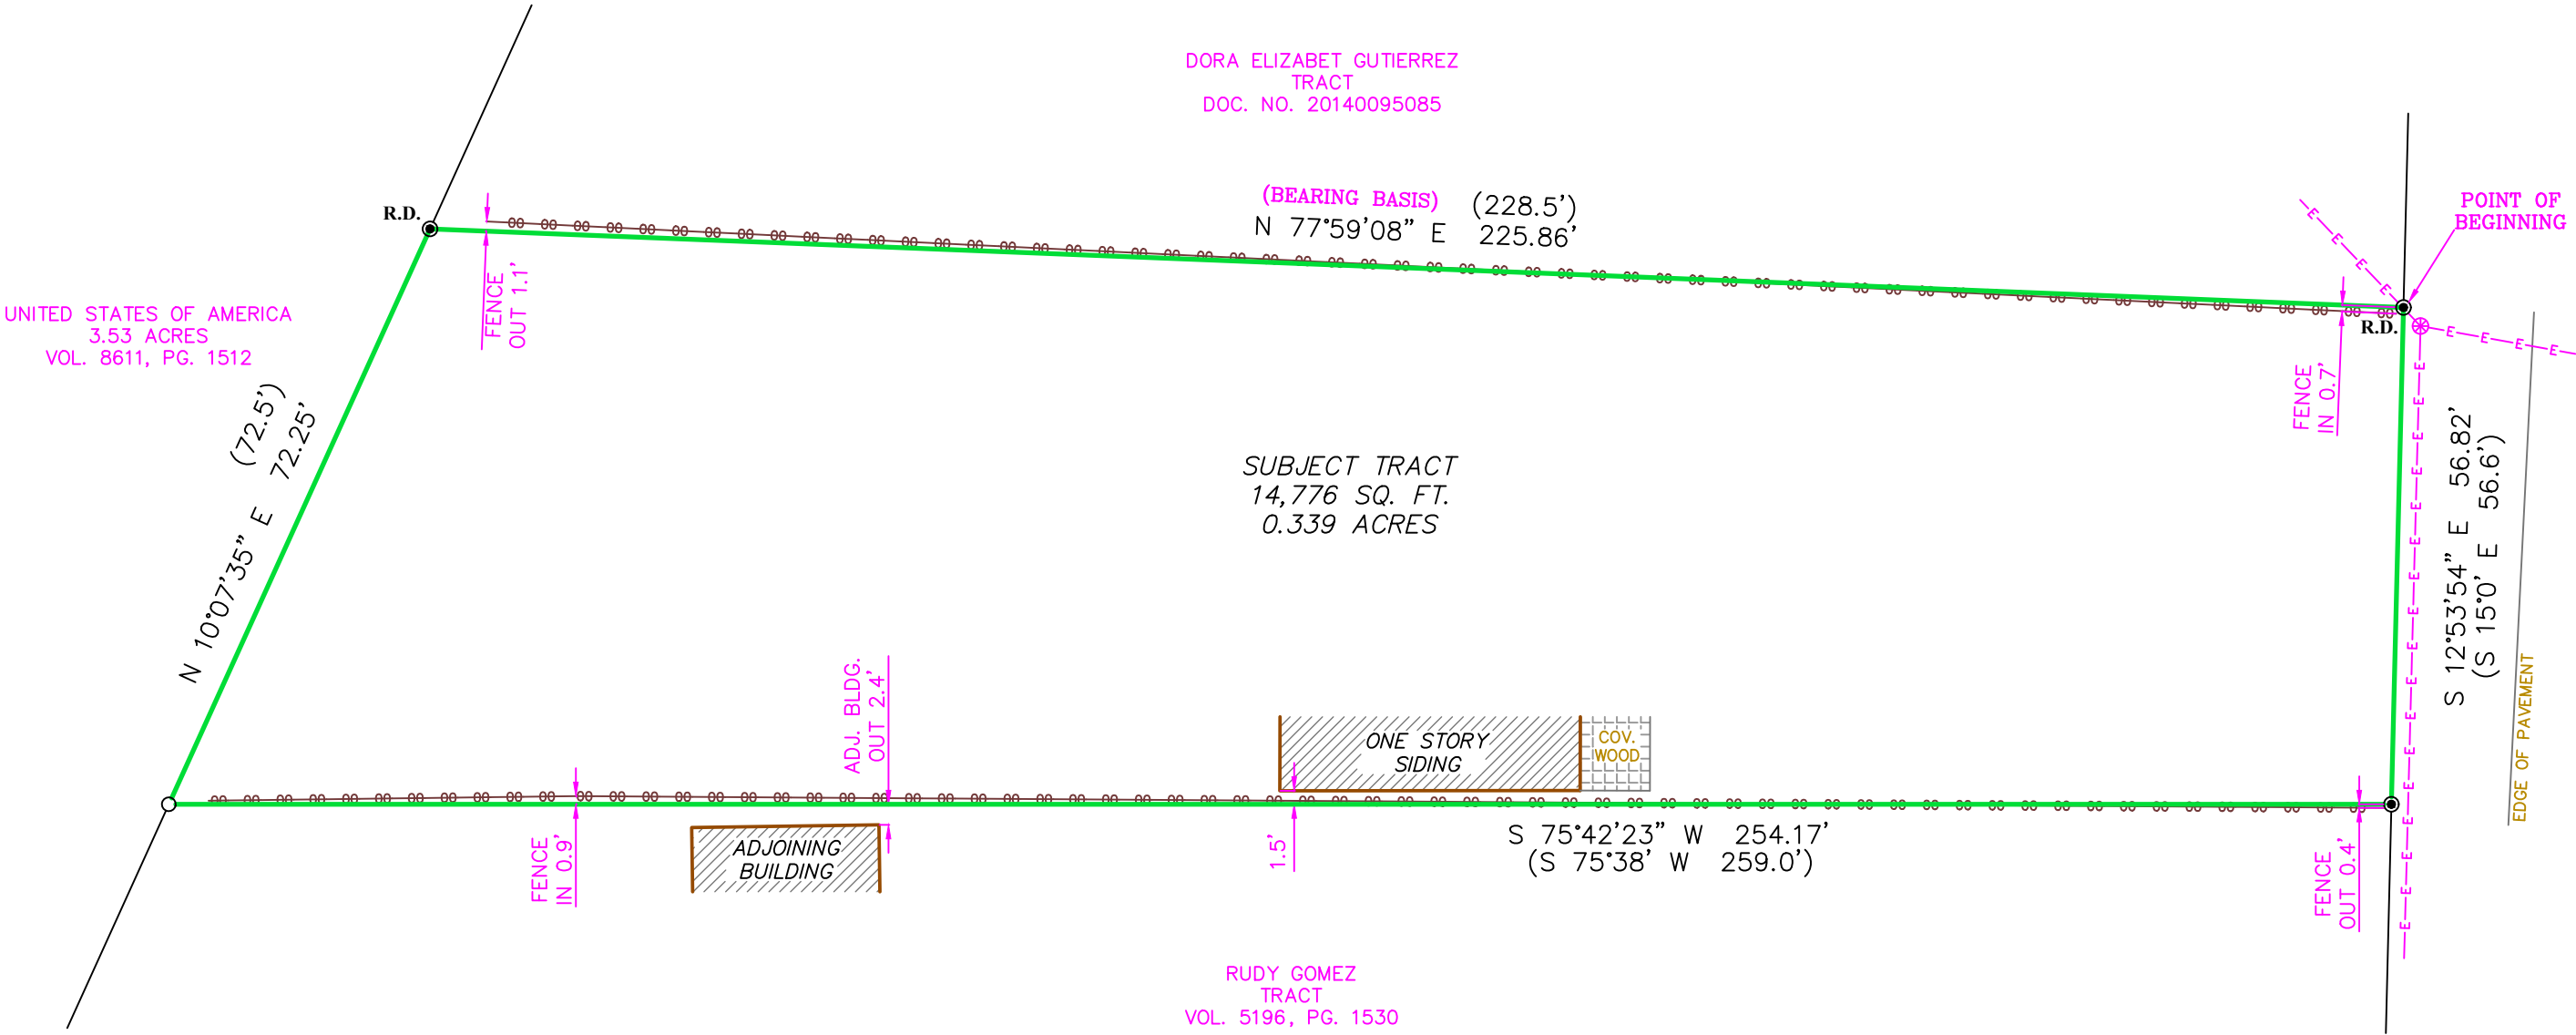 DORA ELIZABET GUTIERREZ
TRACT
DOC. NO. 20140095085
(BEARING BASIS) (228.5')
N 77°59'08" E 225.86'
POINT OF
BEGINNING
R.D.
R.D.
FENCE
OUT 1.1'
UNITED STATES OF AMERICA
3.53 ACRES
VOL. 8611, PG. 1512
(72.5')
N 10°07'35" E 72.25'
FENCE
IN 0.7'
S 12°53'54" E 56.82'
(S 15°0' E 56.6')
SUBJECT TRACT
14,776 SQ. FT.
0.339 ACRES
EDGE OF PAVEMENT
ADJ. BLDG.
OUT 2.4'
ONE STORY
SIDING
COV.
WOOD
FENCE
IN 0.9'
ADJOINING
BUILDING
1.5'
S 75°42'23" W 254.17'
(S 75°38' W 259.0')
FENCE
OUT 0.4'
RUDY GOMEZ
TRACT
VOL. 5196, PG. 1530